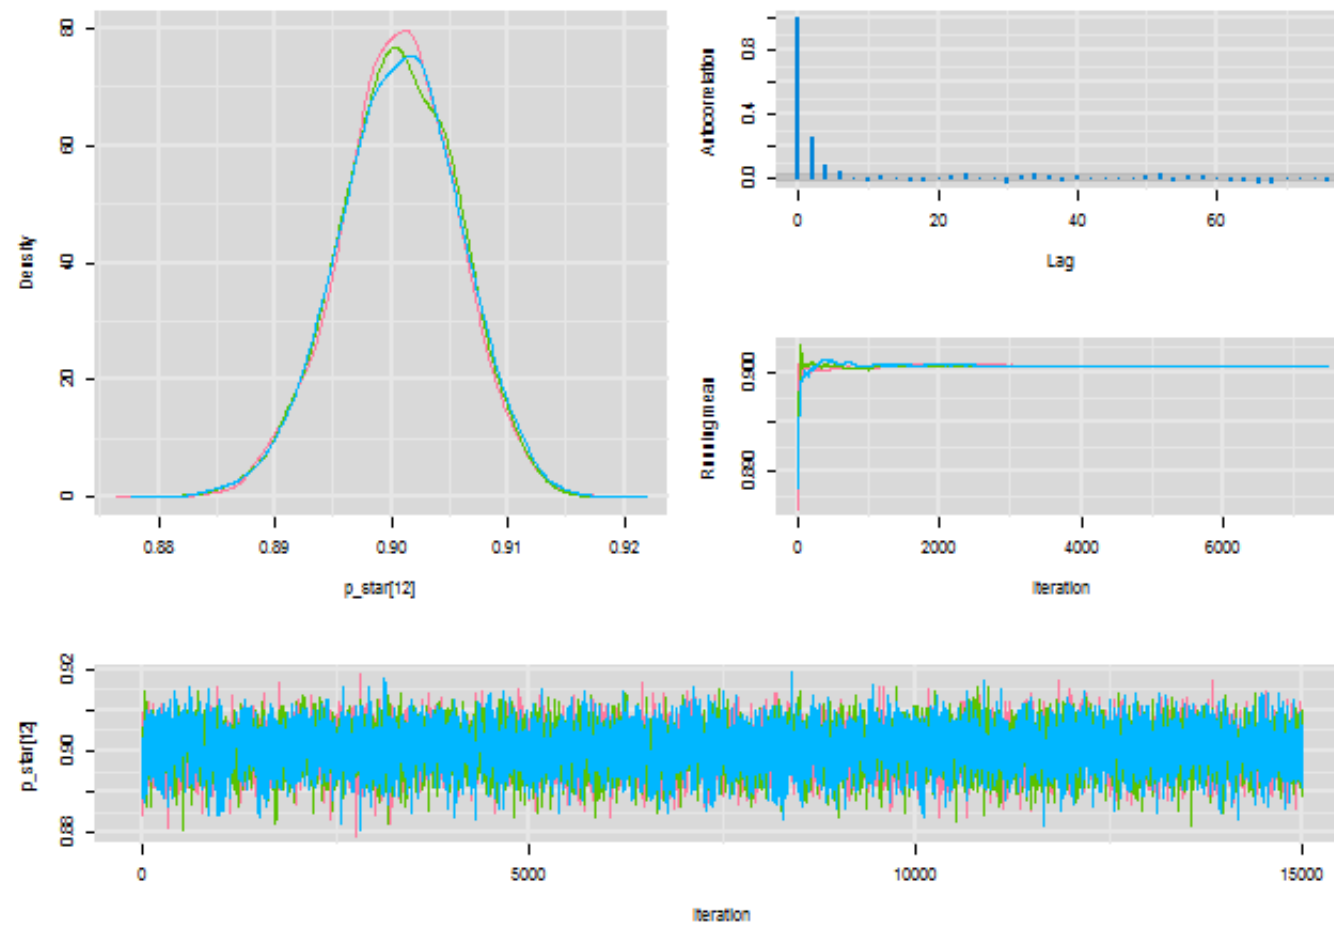 80
60
40
20
0
Density
0.88 0.89 0.90 0.91 0.92
p_star[12]
0.8
0.4
0.0
Autocorrelation
0 20 40 60
Lag
0.900
0.890
Running mean
0 2000 4000 6000
Iteration
0.92
0.90
0.88
p_star[12]
0 5000 10000 15000
Iteration